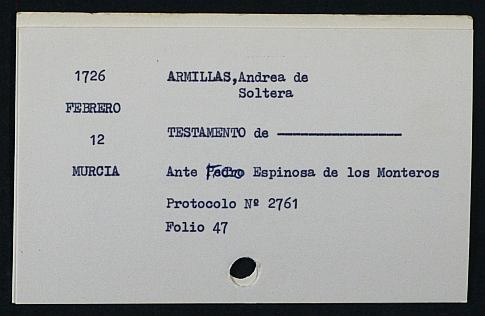 1726
FEBRERO
12
MURCIA
ARMILLAS, Andrea de
Soltera
TESTAMENTO de ----------------
Ante Espinosa de los Monteros
Protocolo Nº 2761
Folio 47